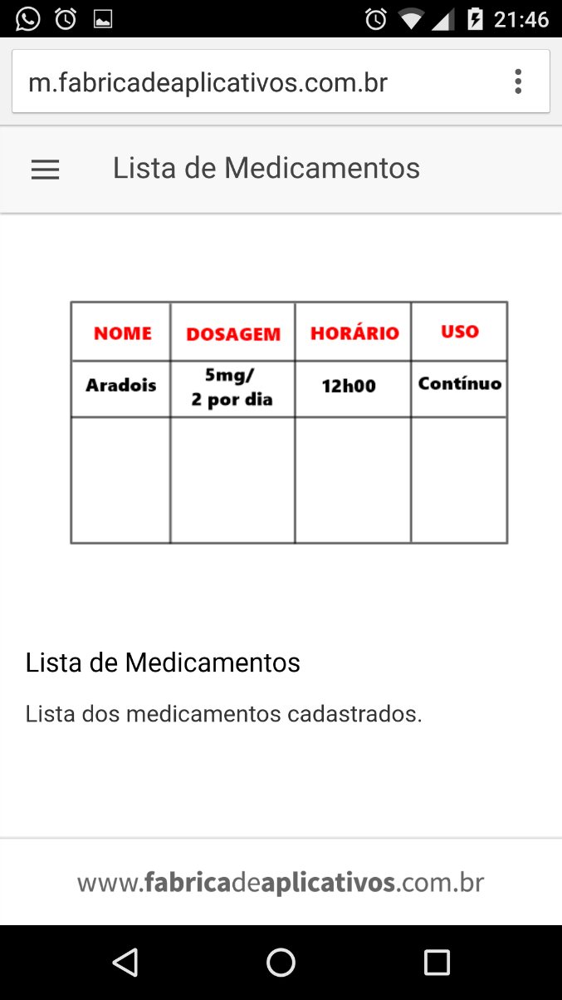 21:46
m.fabricadeaplicativos.com.br
Lista de Medicamentos
NOME DOSAGEM HORÁRIO USO
Aradois 5mg/ 2 por dia 12h00 Contínuo
Lista de Medicamentos
Lista dos medicamentos cadastrados.
www.fabricadeaplicativos.com.br